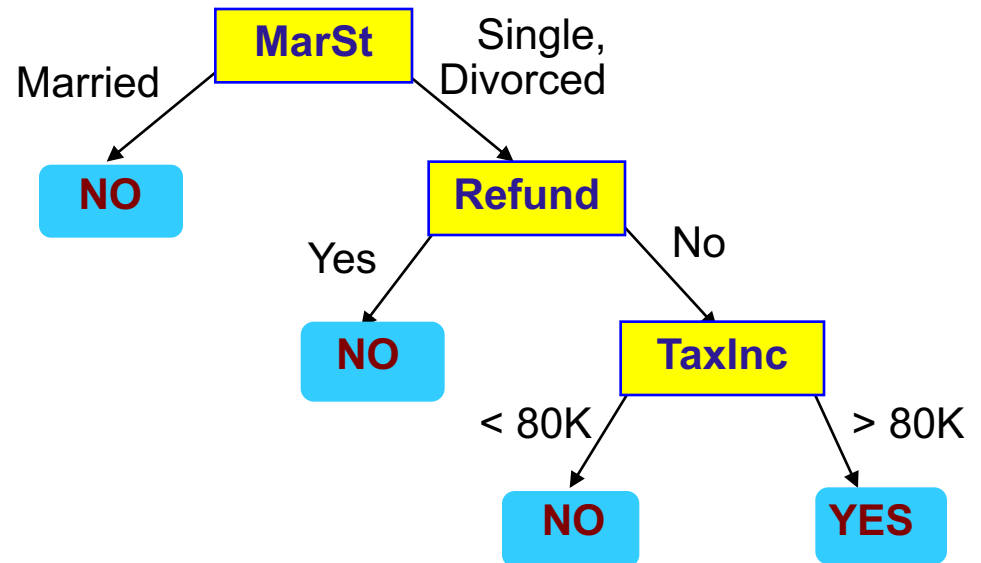 MarSt
Single,
Divorced
Married
NO
Refund
Yes
No
NO
TaxInc
< 80K
> 80K
NO
YES